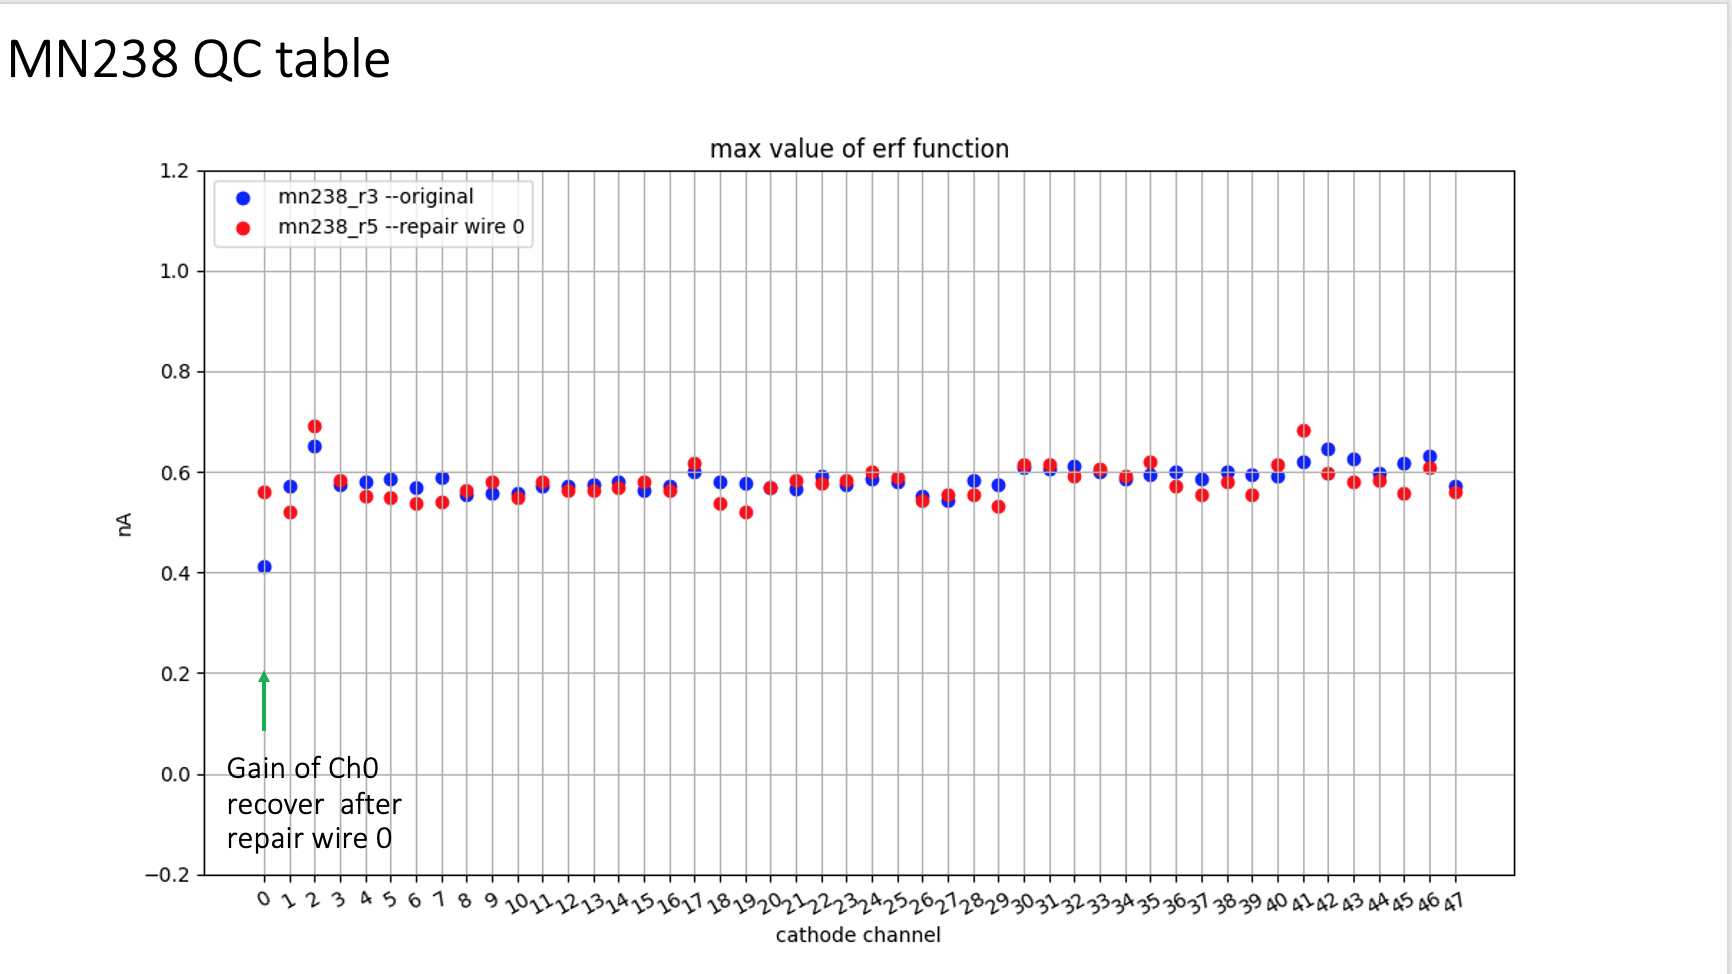 MN238 QC table
max value of erf function
1.2
mn238_r3 --original
mn238_r5 --repair wire 0
1.0
0.8
0.6
nA
0.4
0.2
Gain of Ch0
recover  after
repair wire 0
0.0
−0.2
0 1 2 3 4 5 6 7 8 9 10 11 12 13 14 15 16 17 18 19 20 21 22 23 24 25 26 27 28 29 30 31 32 33 34 35 36 37 38 39 40 41 42 43 44 45 46 47
cathode channel